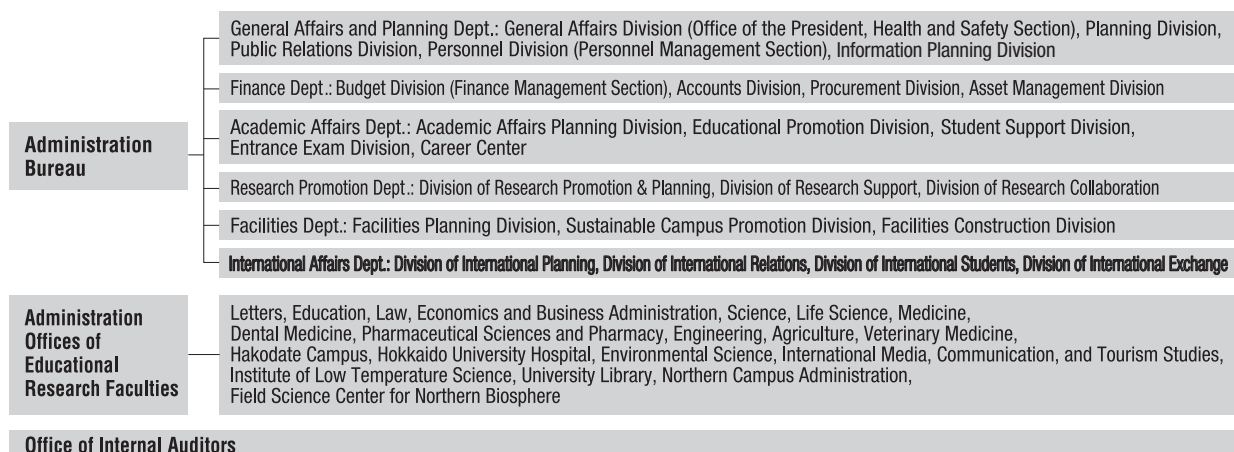 General Affairs and Planning Dept.: General Affairs Division (Office of the President, Health and Safety Section), Planning Division,
Public Relations Division, Personnel Division (Personnel Management Section), Information Planning Division
Finance Dept.: Budget Division (Finance Management Section), Accounts Division, Procurement Division, Asset Management Division
Administration
Bureau
Academic Affairs Dept.: Academic Affairs Planning Division, Educational Promotion Division, Student Support Division,
Entrance Exam Division, Career Center
Research Promotion Dept.: Division of Research Promotion & Planning, Division of Research Support, Division of Research Collaboration
Facilities Dept.: Facilities Planning Division, Sustainable Campus Promotion Division, Facilities Construction Division
International Affairs Dept.: Division of International Planning, Division of International Relations, Division of International Students, Division of International Exchange
Administration
Offices of
Educational
Research Faculties
Letters, Education, Law, Economics and Business Administration, Science, Life Science, Medicine,
Dental Medicine, Pharmaceutical Sciences and Pharmacy, Engineering, Agriculture, Veterinary Medicine,
Hakodate Campus, Hokkaido University Hospital, Environmental Science, International Media, Communication, and Tourism Studies,
Institute of Low Temperature Science, University Library, Northern Campus Administration,
Field Science Center for Northern Biosphere
Office of Internal Auditors